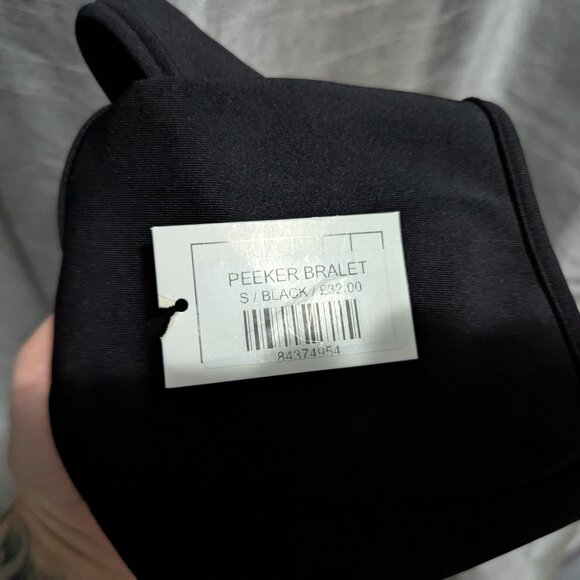 PEEKER BRALET
S / BLACK / £32.00
84374954